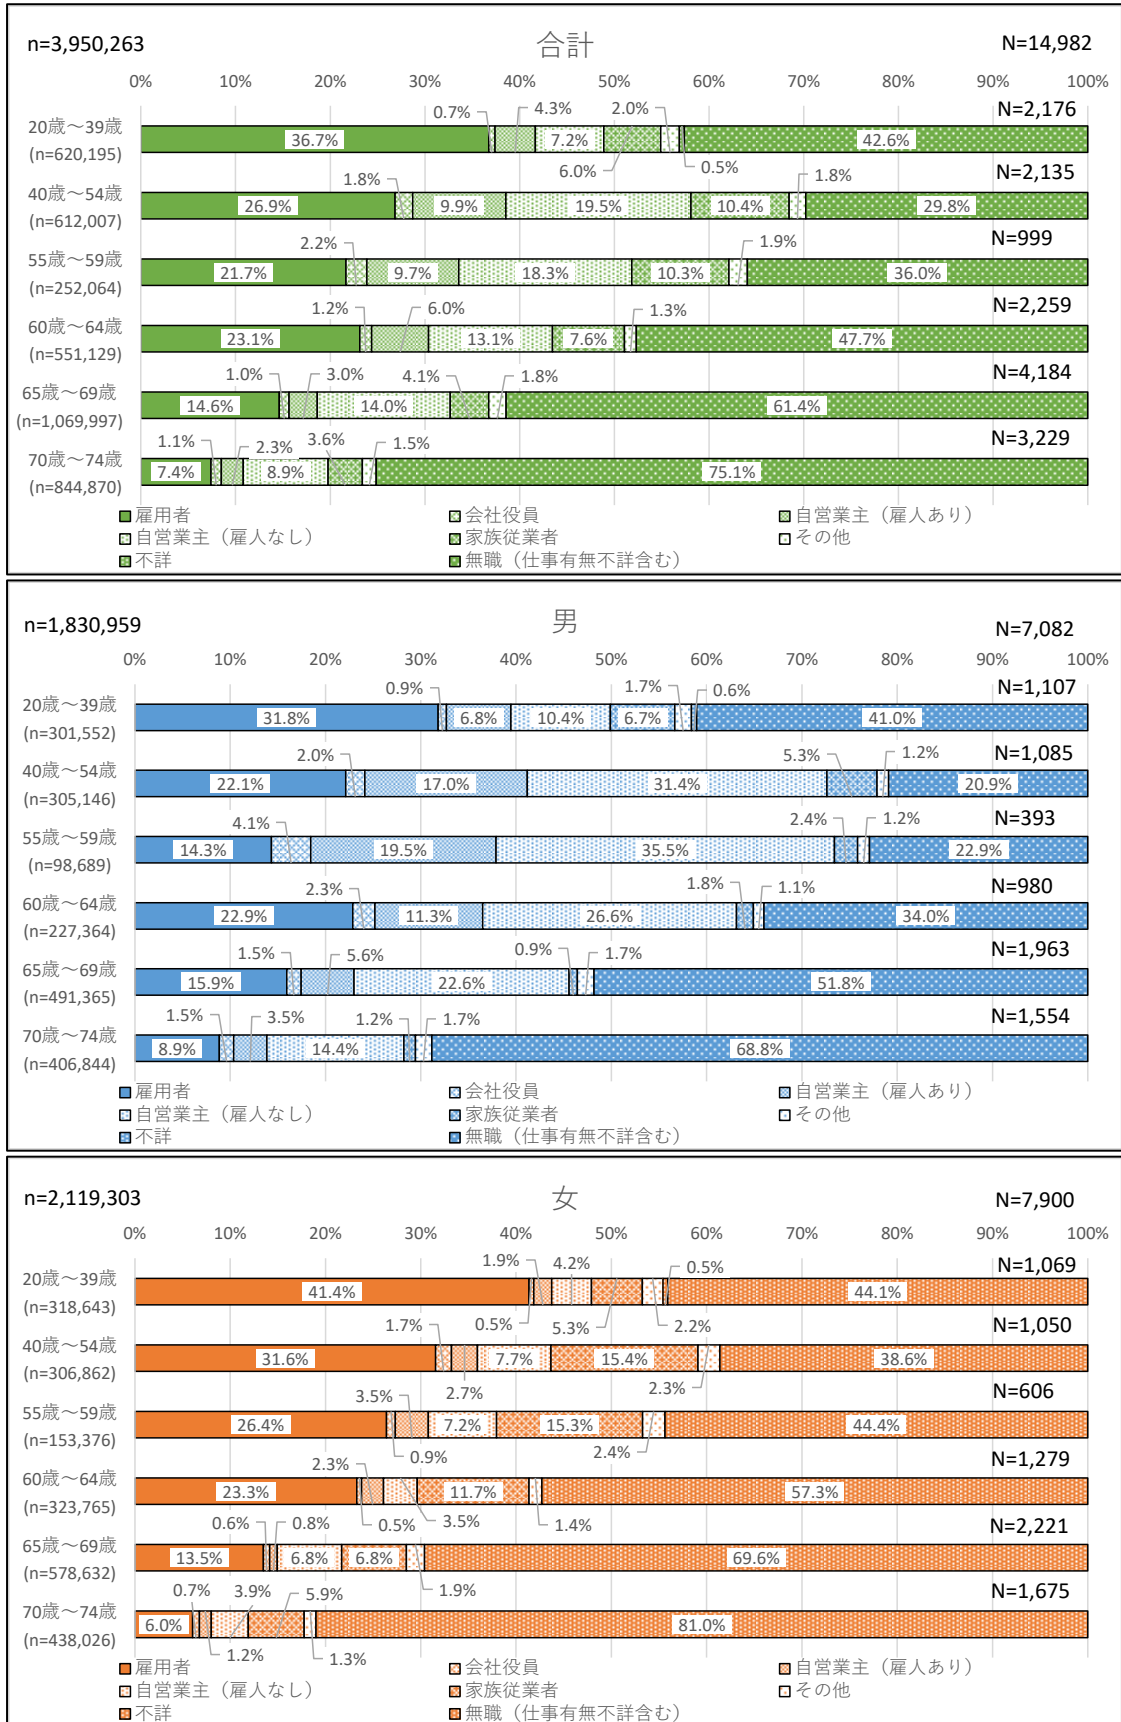 n=3,950,263 合計 N=14,982
0% 10% 20% 30% 40% 50% 60% 70% 80% 90% 100%
N=2,176
0.7% 4.3% 2.0%
20歳～39歳
36.7% 7.2% 42.6%
(n=620,195)
6.0% 0.5%
N=2,135
1.8% 1.8%
40歳～54歳
26.9% 9.9% 19.5% 10.4% 29.8%
(n=612,007)
N=999
2.2% 1.9%
55歳～59歳
21.7% 9.7% 18.3% 10.3% 36.0%
(n=252,064)
N=2,259
1.2% 6.0% 1.3%
60歳～64歳
23.1% 13.1% 7.6% 47.7%
(n=551,129)
N=4,184
1.0% 3.0% 4.1% 1.8%
65歳～69歳
14.6% 14.0% 61.4%
(n=1,069,997)
N=3,229
1.1% 2.3% 3.6% 1.5%
70歳～74歳
7.4% 8.9% 75.1%
(n=844,870)
雇用者 会社役員 自営業主（雇人あり）
自営業主（雇人なし） 家族従業者 その他
不詳 無職（仕事有無不詳含む）
n=1,830,959 男 N=7,082
0% 10% 20% 30% 40% 50% 60% 70% 80% 90% 100%
N=1,107
0.9% 1.7% 0.6%
20歳～39歳
31.8% 6.8% 10.4% 6.7% 41.0%
(n=301,552)
N=1,085
2.0% 5.3% 1.2%
40歳～54歳
22.1% 17.0% 31.4% 20.9%
(n=305,146)
N=393
4.1% 2.4% 1.2%
55歳～59歳
14.3% 19.5% 35.5% 22.9%
(n=98,689)
N=980
2.3% 1.8% 1.1%
60歳～64歳
22.9% 11.3% 26.6% 34.0%
(n=227,364)
N=1,963
1.5% 5.6% 0.9% 1.7%
65歳～69歳
15.9% 22.6% 51.8%
(n=491,365)
N=1,554
1.5% 3.5% 1.2% 1.7%
70歳～74歳
8.9% 14.4% 68.8%
(n=406,844)
雇用者 会社役員 自営業主（雇人あり）
自営業主（雇人なし） 家族従業者 その他
不詳 無職（仕事有無不詳含む）
n=2,119,303 女 N=7,900
0% 10% 20% 30% 40% 50% 60% 70% 80% 90% 100%
N=1,069
1.9% 4.2% 0.5%
20歳～39歳
41.4% 44.1%
(n=318,643)
0.5% 5.3% 2.2%
N=1,050
1.7%
40歳～54歳
31.6% 7.7% 15.4% 38.6%
(n=306,862)
2.7% 2.3%
N=606
3.5%
55歳～59歳
26.4% 7.2% 15.3% 44.4%
(n=153,376)
0.9% 2.4%
N=1,279
2.3%
60歳～64歳
23.3% 11.7% 57.3%
(n=323,765)
0.5% 3.5% 1.4%
N=2,221
0.6% 0.8%
65歳～69歳
13.5% 6.8% 6.8% 69.6%
(n=578,632)
1.9%
N=1,675
0.7% 3.9% 5.9%
70歳～74歳
6.0% 81.0%
(n=438,026)
1.2% 1.3%
雇用者 会社役員 自営業主（雇人あり）
自営業主（雇人なし） 家族従業者 その他
不詳 無職（仕事有無不詳含む）